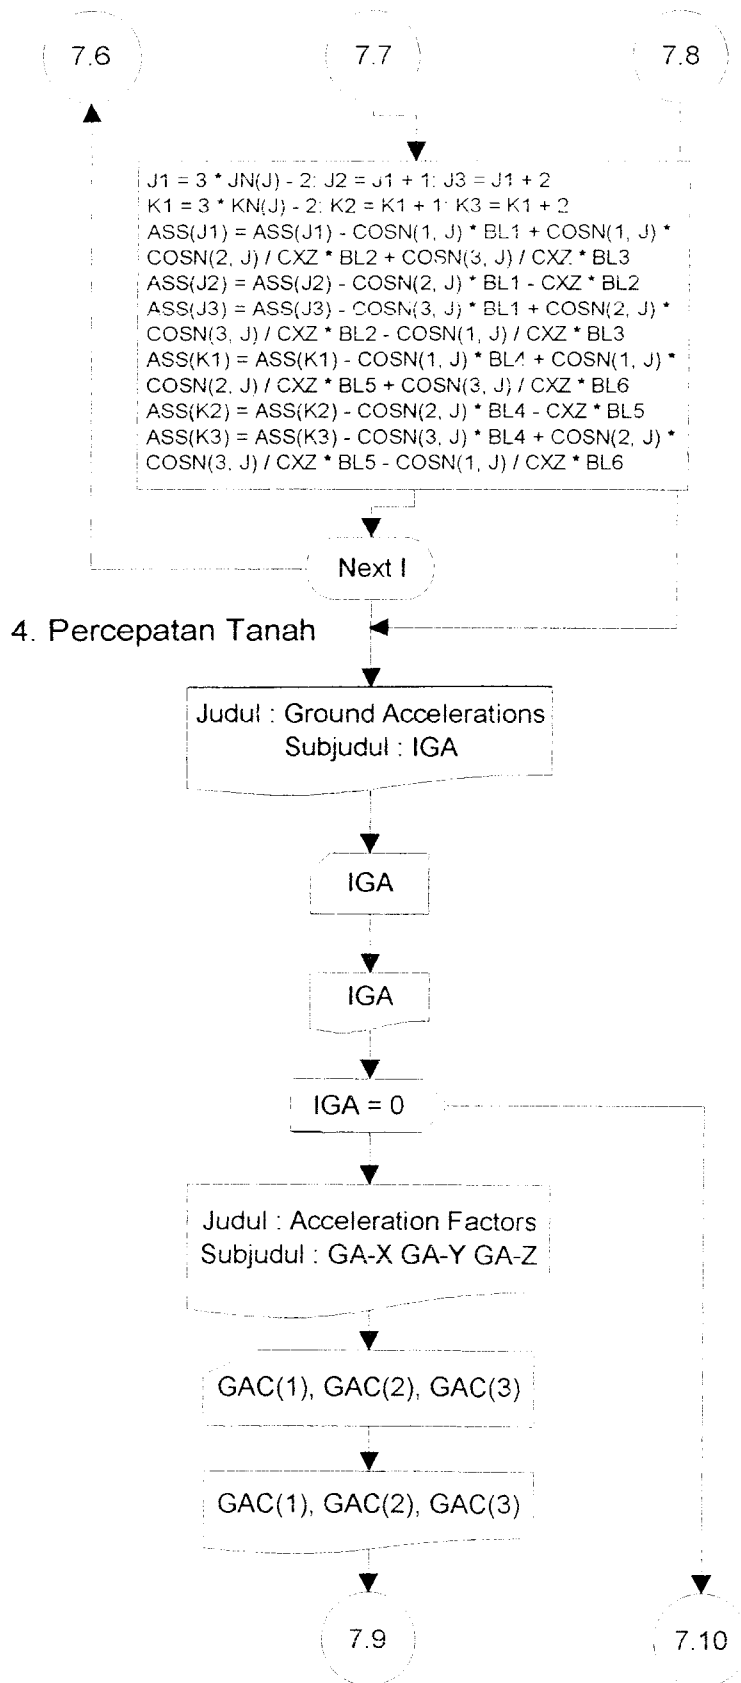 7.6
7.7
7.8
J1 = 3 * JN(J) - 2: J2 = J1 + 1: J3 = J1 + 2
K1 = 3 * KN(J) - 2: K2 = K1 + 1: K3 = K1 + 2
ASS(J1) = ASS(J1) - COSN(1, J) * BL1 + COSN(1, J) *
COSN(2, J) / CXZ * BL2 + COSN(3, J) / CXZ * BL3
ASS(J2) = ASS(J2) - COSN(2, J) * BL1 - CXZ * BL2
ASS(J3) = ASS(J3) - COSN(3, J) * BL1 + COSN(2, J) *
COSN(3, J) / CXZ * BL2 - COSN(1, J) / CXZ * BL3
ASS(K1) = ASS(K1) - COSN(1, J) * BL4 + COSN(1, J) *
COSN(2, J) / CXZ * BL5 + COSN(3, J) / CXZ * BL6
ASS(K2) = ASS(K2) - COSN(2, J) * BL4 - CXZ * BL5
ASS(K3) = ASS(K3) - COSN(3, J) * BL4 + COSN(2, J) *
COSN(3, J) / CXZ * BL5 - COSN(1, J) / CXZ * BL6
Next I
4. Percepatan Tanah
Judul : Ground Accelerations
Subjudul : IGA
IGA
IGA
IGA = 0
Judul : Acceleration Factors
Subjudul : GA-X GA-Y GA-Z
GAC(1), GAC(2), GAC(3)
GAC(1), GAC(2), GAC(3)
7.9
7.10